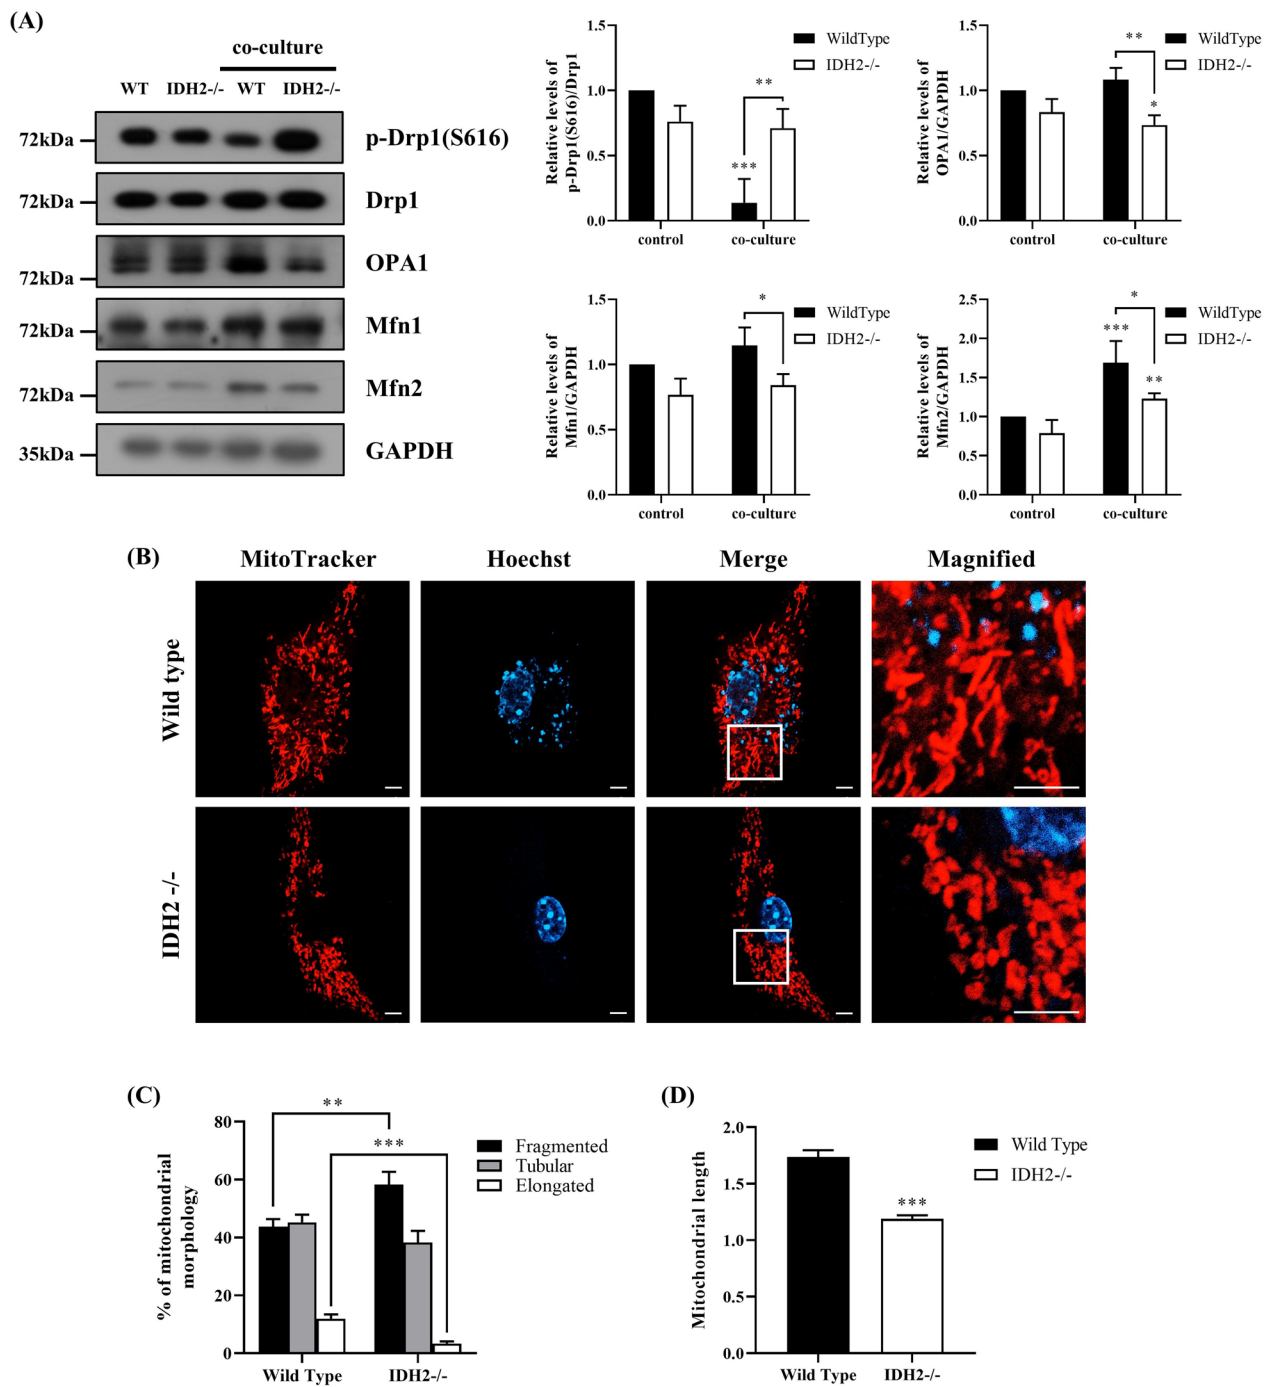 (A)
co-culture
WT IDH2-/- WT IDH2-/-
72kDa p-Drp1(S616)
72kDa Drp1
72kDa OPA1
72kDa Mfn1
72kDa Mfn2
35kDa GAPDH
Relative levels of
p-Drp1(S616)/Drp1
1.5
1.0
0.5
0.0
***
**
control co-culture
WildType
IDH2-/-
Relative levels of
OPA1/GAPDH
1.5
1.0
0.5
0.0
**
*
control co-culture
WildType
IDH2-/-
Relative levels of
Mfn1/GAPDH
1.5
1.0
0.5
0.0
*
control co-culture
WildType
IDH2-/-
Relative levels of
Mfn2/GAPDH
2.5
2.0
1.5
1.0
0.5
0.0
*
***
**
control co-culture
WildType
IDH2-/-
(B)
MitoTracker Hoechst Merge Magnified
Wild type
IDH2 -/-
(C)
% of mitochondrial
morphology
80
60
40
20
0
**
***
Wild Type IDH2-/-
Fragmented
Tubular
Elongated
(D)
Mitochondrial length
2.0
1.5
1.0
0.5
0.0
***
Wild Type IDH2-/-
Wild Type
IDH2-/-